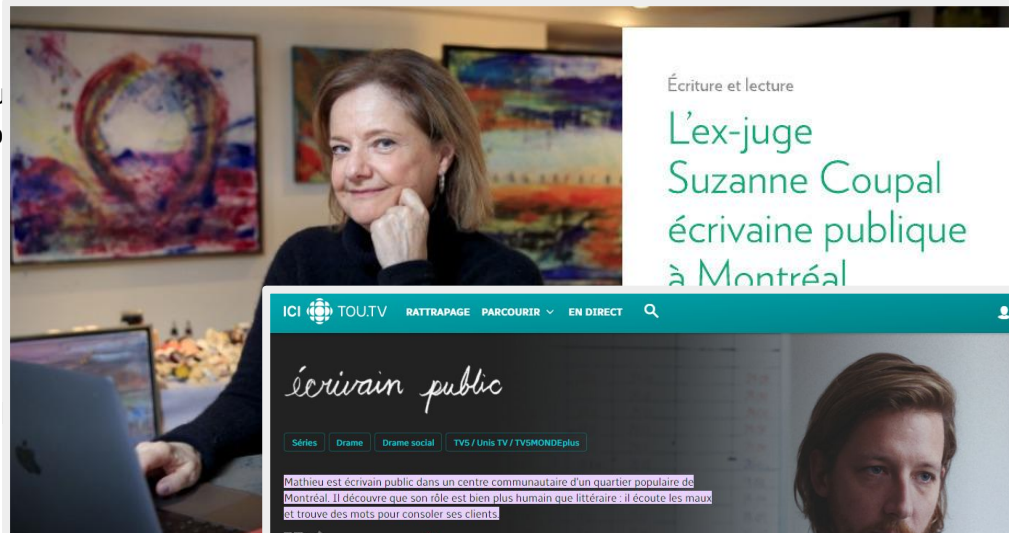 Écriture et lecture
L'ex-juge
Suzanne Coupal
écrivaine publique
à Montréal
ICI TOU.TV RATTRAPAGE PARCOURIR EN DIRECT
écrivain public
Séries Drame Drame social TV5 / Unis TV / TV5MONDEplus
Mathieu est écrivain public dans un centre communautaire d'un quartier populaire de
Montréal. Il découvre que son rôle est bien plus humain que littéraire : il écoute les maux
et trouve des mots pour consoler ses clients.